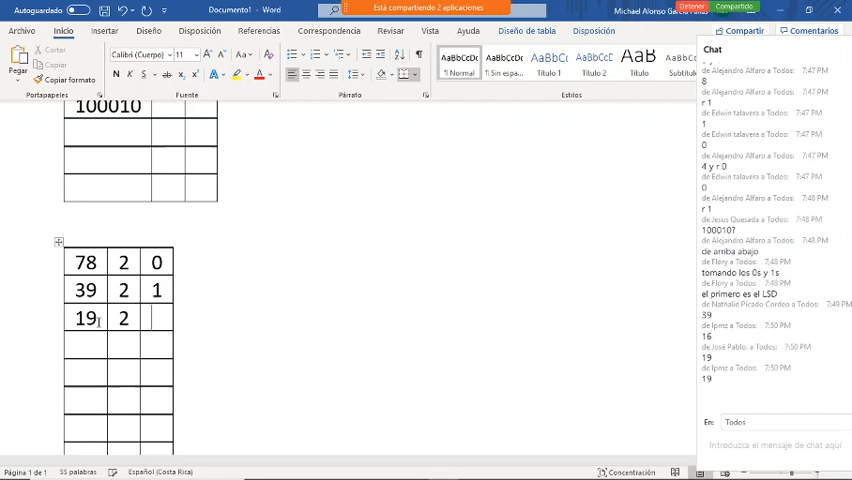 Autoguardado
Documento1 - Word
Está compartiendo 2 aplicaciones
Detener Compartido
Archivo Inicio Insertar Diseño Disposición Referencias Correspondencia Revisar Vista Ayuda Diseño de tabla Disposición Compartir Comentarios
Pegar
Cortar
Copiar
Copiar formato
Calibri (Cuerpo) 11
AaBbCcDc AaBbCcDc AaBbCc AaBbCcD AaB AaBbCcD
Normal Sin espa... Título 1 Título 2 Título Subtítulo
Portapapeles Fuente Párrafo Estilos
100010
78 2 0
39 2 1
19 2
Chat
de Alejandro Alfaro a Todos: 7:47 PM
8
de Alejandro Alfaro a Todos: 7:47 PM
r 1
de Edwin talavera a Todos: 7:47 PM
1
de Edwin talavera a Todos: 7:47 PM
0
de Alejandro Alfaro a Todos: 7:47 PM
4 y r 0
de Edwin talavera a Todos: 7:48 PM
0
de Alejandro Alfaro a Todos: 7:48 PM
r 1
de Jesus Quesada a Todos: 7:48 PM
100010?
de Alejandro Alfaro a Todos: 7:48 PM
de arriba abajo
de Flory a Todos: 7:48 PM
tomando los 0s y 1s
de Flory a Todos: 7:48 PM
el primero es el LSD
de Nathalie Picado Cordeo a Todos: 7:49 PM
39
de lpmz a Todos: 7:50 PM
16
de José Pablo. a Todos: 7:50 PM
19
de lpmz a Todos: 7:50 PM
19
En: Todos
Introduzca el mensaje de chat aquí
Página 1 de 1 55 palabras Español (Costa Rica) Concentración